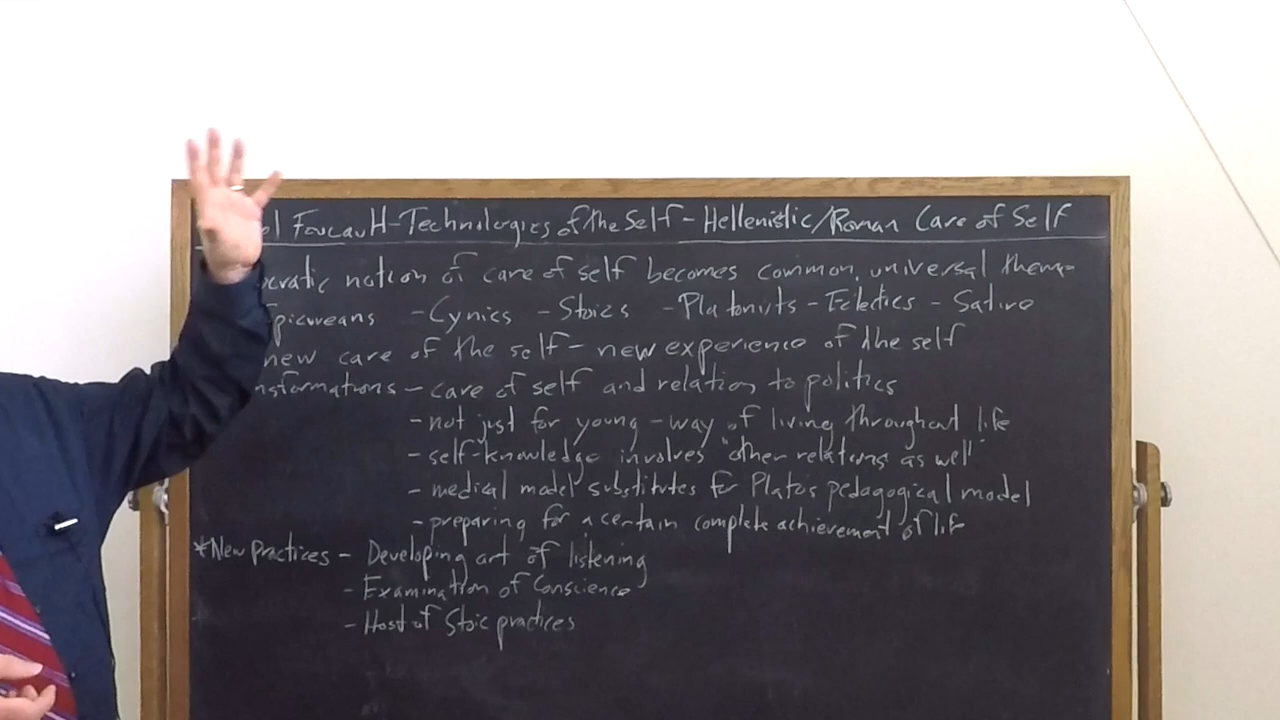 Foucault-Technologies of the Self - Hellenistic/Roman Care of Self
notion of care of self becomes common, universal theme
-Cynics -Stoics -Platonists -Eclectics -Satire
new care of the self - new experience of the self
- care of self and relation to politics
- not just for young - way of living throughout life
- self-knowledge involves "other relations as well"
- medical model substitutes for Plato's pedagogical model
- preparing for a certain complete achievement of life
*New practices - Developing art of listening
- Examination of Conscience
- Host of Stoic practices